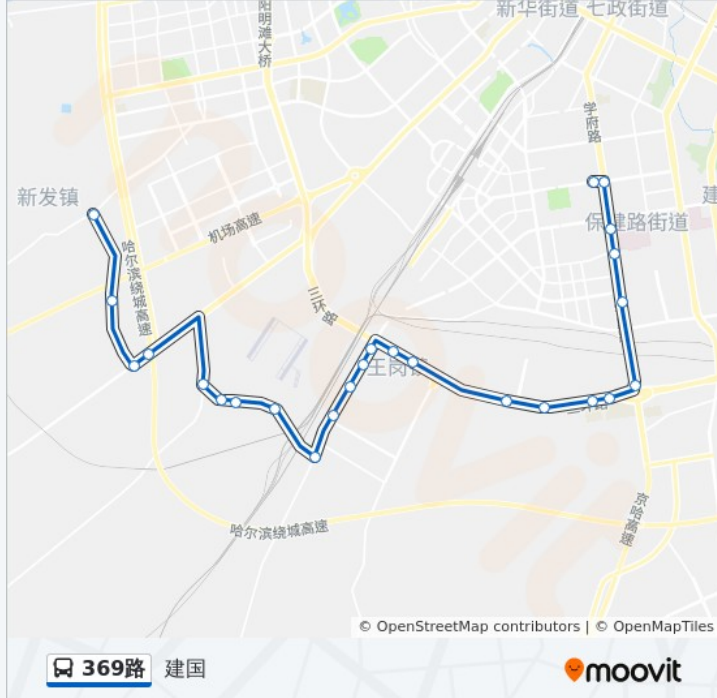 阳明滩大桥
新华街道 七政街道
学府路
新发镇
建
保健路街道
机场高速
哈尔滨绕城高速
三环路
王岗镇
三环路
京哈高速
哈尔滨绕城高速
© OpenStreetMap contributors | © OpenMapTiles
369路 建国
moovit